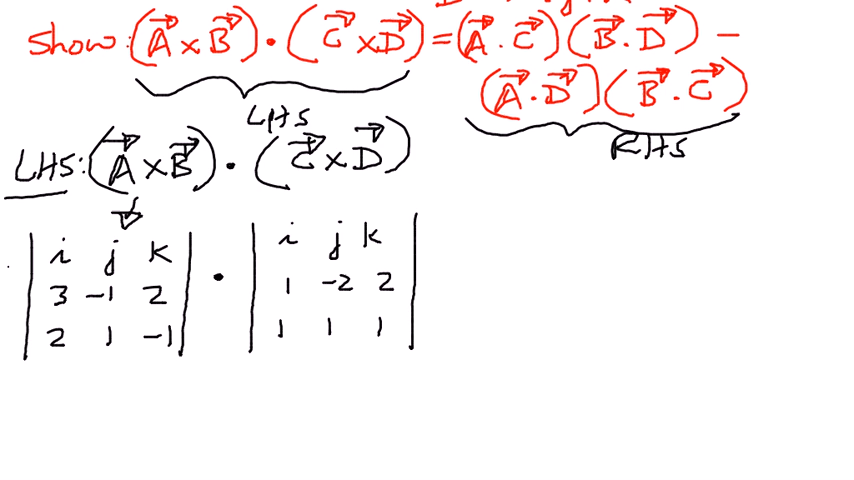 Show: (A⃗ × B⃗) • (C⃗ × D⃗) = (A⃗ . C⃗)(B⃗ . D⃗) −
(A⃗ . D⃗)(B⃗ . C⃗)
LHS
RHS
LHS: (A⃗ × B⃗) • (C⃗ × D⃗)
| i j k | • | i j k |
| 3 -1 2 | | 1 -2 2 |
| 2 1 -1 | | 1 1 1 |